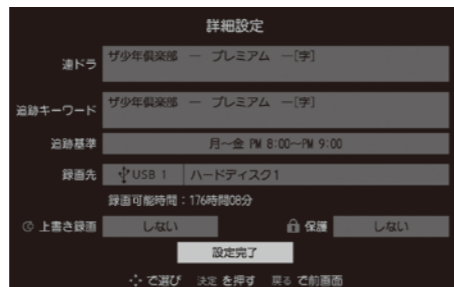 詳細設定
連ドラ ザ少年倶楽部 － プレミアム －[字]
追跡キーワード ザ少年倶楽部 － プレミアム －[字]
追跡基準 月～金 PM 8:00～PM 9:00
録画先 USB 1 ハードディスク1
録画可能時間：176時間08分
上書き録画 しない 保護 しない
設定完了
で選び 決定 を押す 戻る で前画面